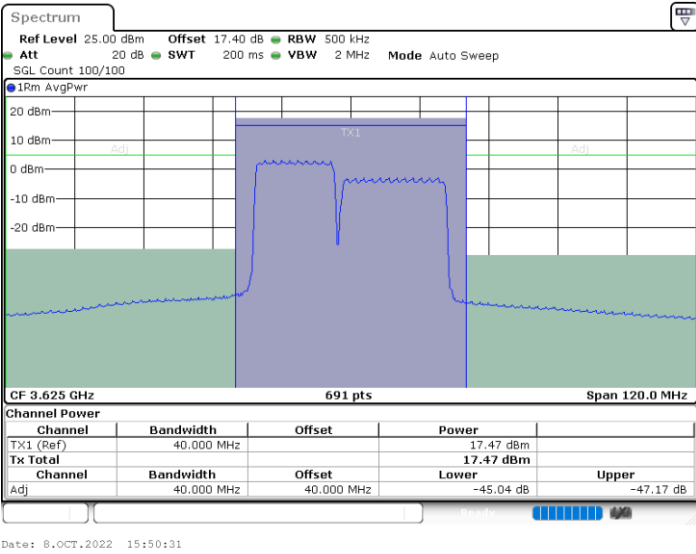 Spectrum
Ref Level 25.00 dBm Offset 17.40 dB RBW 500 kHz
Att 20 dB SWT 200 ms VBW 2 MHz Mode Auto Sweep
SGL Count 100/100
1Rm AvgPwr
20 dBm
TX1
10 dBm
Adj Adj
0 dBm
-10 dBm
-20 dBm
CF 3.625 GHz 691 pts Span 120.0 MHz
Channel Power
Channel Bandwidth Offset Power
TX1 (Ref) 40.000 MHz 17.47 dBm
Tx Total 17.47 dBm
Channel Bandwidth Offset Lower Upper
Adj 40.000 MHz 40.000 MHz -45.04 dB -47.17 dB
Ready
Date: 8.OCT.2022 15:50:31